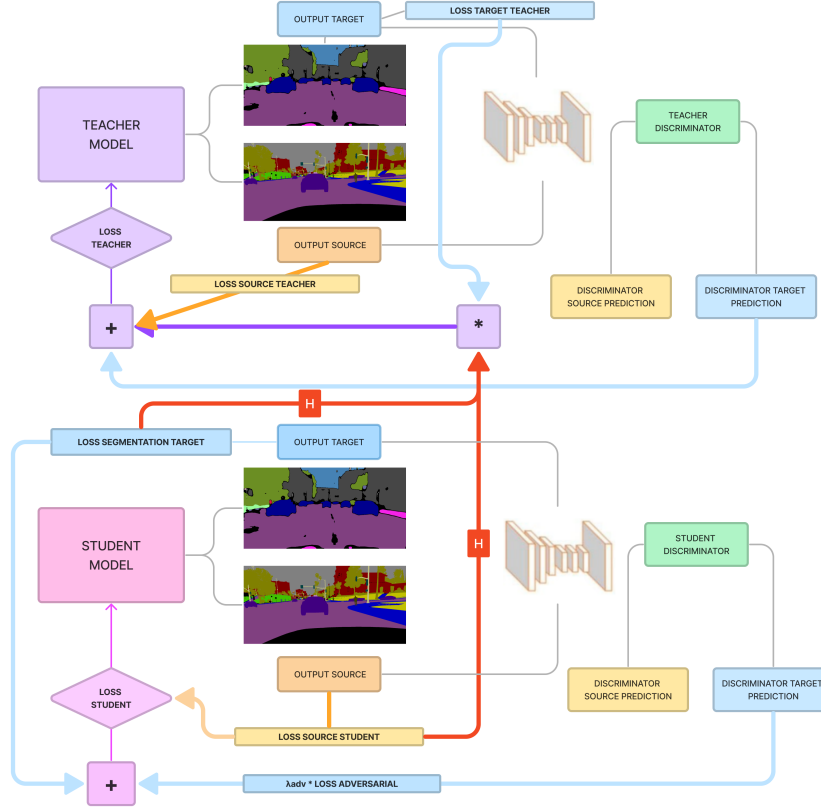 OUTPUT TARGET
LOSS TARGET TEACHER
TEACHER
MODEL
TEACHER
DISCRIMINATOR
LOSS
TEACHER
OUTPUT SOURCE
LOSS SOURCE TEACHER
DISCRIMINATOR
SOURCE PREDICTION
DISCRIMINATOR TARGET
PREDICTION
+
*
H
LOSS SEGMENTATION TARGET
OUTPUT TARGET
STUDENT
MODEL
H
STUDENT
DISCRIMINATOR
LOSS
STUDENT
OUTPUT SOURCE
DISCRIMINATOR
SOURCE PREDICTION
DISCRIMINATOR TARGET
PREDICTION
LOSS SOURCE STUDENT
+
λadv * LOSS ADVERSARIAL